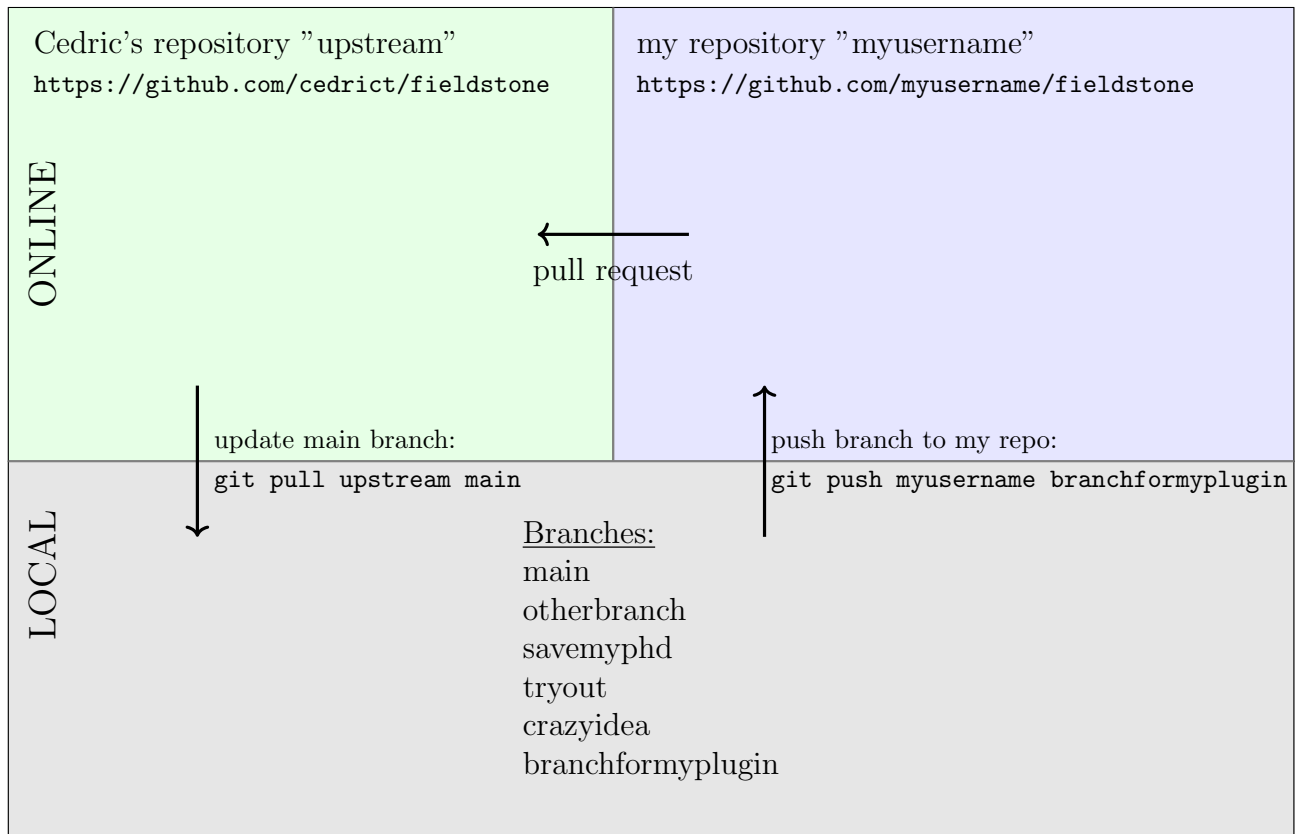 Cedric's repository ”upstream”
https://github.com/cedrict/fieldstone
my repository ”myusername”
https://github.com/myusername/fieldstone
ONLINE
pull request
update main branch:
git pull upstream main
push branch to my repo:
git push myusername branchformyplugin
LOCAL
Branches:
main
otherbranch
savemyphd
tryout
crazyidea
branchformyplugin